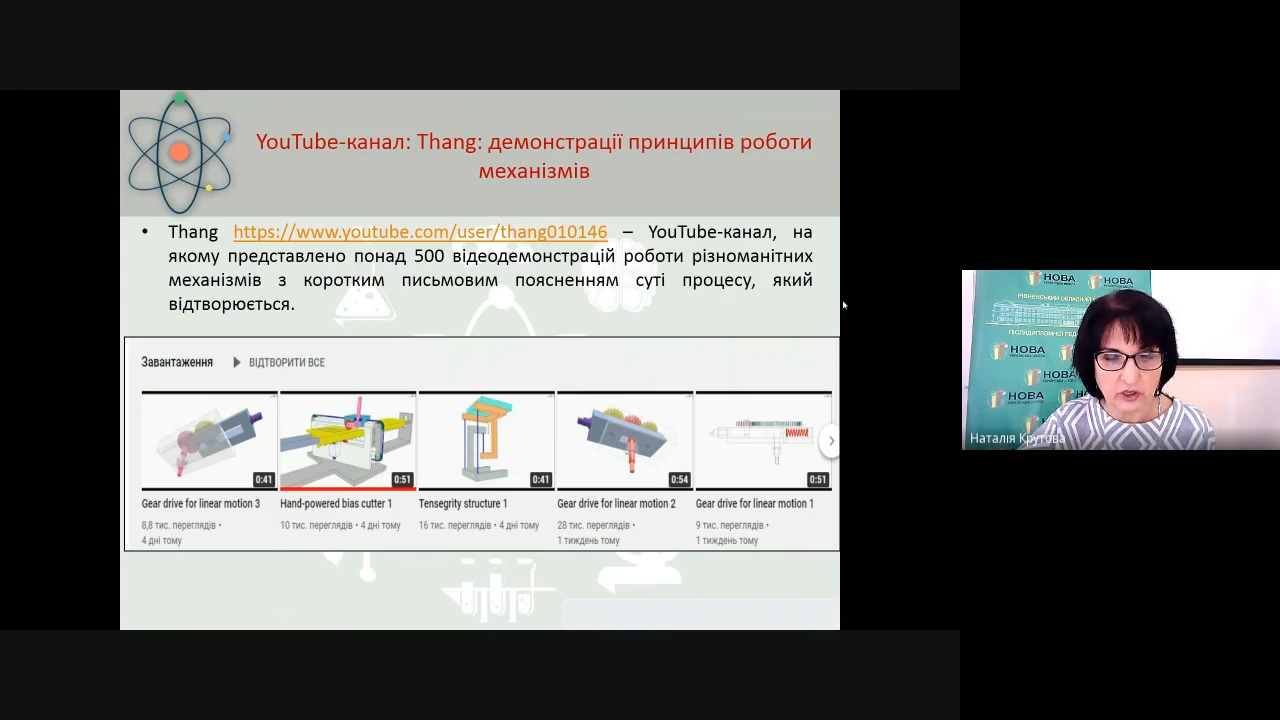 YouTube-канал: Thang: демонстрації принципів роботи
механізмів
• Thang https://www.youtube.com/user/thang010146 – YouTube-канал, на
якому представлено понад 500 відеодемонстрацій роботи різноманітних
механізмів з коротким письмовим поясненням суті процесу, який
відтворюється.
Завантаження ВІДТВОРИТИ ВСЕ
0:41 0:51 0:41 0:54 0:51
Gear drive for linear motion 3 Hand-powered bias cutter 1 Tensegrity structure 1 Gear drive for linear motion 2 Gear drive for linear motion 1
8,8 тис. переглядів • 10 тис. переглядів • 4 дні тому 16 тис. переглядів • 4 дні тому 28 тис. переглядів • 9 тис. переглядів •
4 дні тому 1 тиждень тому 1 тиждень тому
НОВА НОВА
РІВНЕНСЬКИЙ ОБЛАСНИЙ
ПІСЛЯДИПЛОМНОЇ
НОВА
НОВА
НОВА
Наталія Крутова